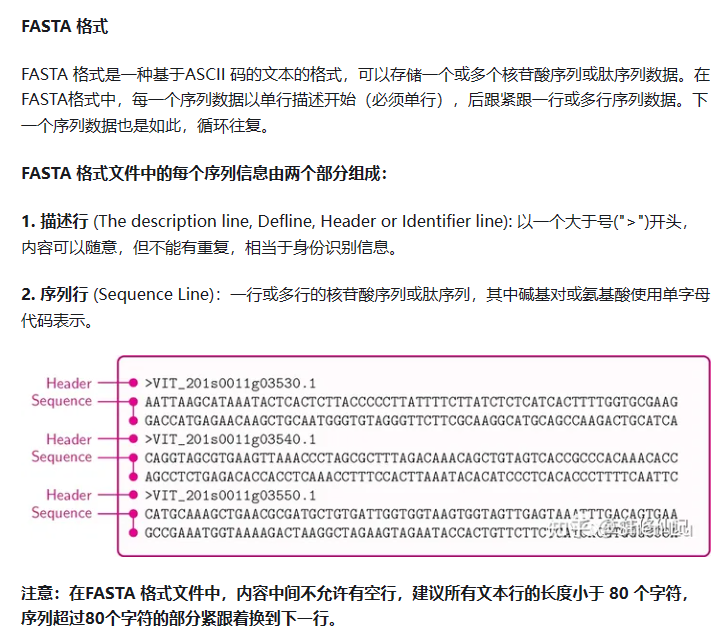 FASTA 格式
FASTA 格式是一种基于ASCII 码的文本的格式，可以存储一个或多个核苷酸序列或肽序列数据。在
FASTA格式中，每一个序列数据以单行描述开始（必须单行），后跟紧跟一行或多行序列数据。下
一个序列数据也是如此，循环往复。
FASTA 格式文件中的每个序列信息由两个部分组成：
1. 描述行 (The description line, Defline, Header or Identifier line): 以一个大于号(">")开头，
内容可以随意，但不能有重复，相当于身份识别信息。
2. 序列行 (Sequence Line)：一行或多行的核苷酸序列或肽序列，其中碱基对或氨基酸使用单字母
代码表示。
Header >VIT_201s0011g03530.1
Sequence AATTAAGCATAAATACTCACTCTTACCCCCTTATTTTCTTATCTCTCATCACTTTTGGTGCGAAG
GACCATGAGAACAAGCTGCAATGGGTGTAGGGTTCTTCGCAAGGCATGCAGCCAAGACTGCATCA
Header >VIT_201s0011g03540.1
Sequence CAGGTAGCGTGAAGTTAAACCCTAGCGCTTTAGACAAACAGCTGTAGTCACCGCCCACAAACACC
AGCCTCTGAGACACCACCTCAAACCTTTCCACTTAAATACACATCCCTCACACCCTTTTCAATTC
Header >VIT_201s0011g03550.1
Sequence CATGCAAAGCTGAACGCGATGCTGTGATTGGTGGTAAGTGGTAGTTGAGTAAATTTGACAGTGAA
GCCGAAATGGTAAAAGACTAAGGCTAGAAGTAGAATACCACTGTTCTTC
注意：在FASTA 格式文件中，内容中间不允许有空行，建议所有文本行的长度小于 80 个字符，
序列超过80个字符的部分紧跟着换到下一行。